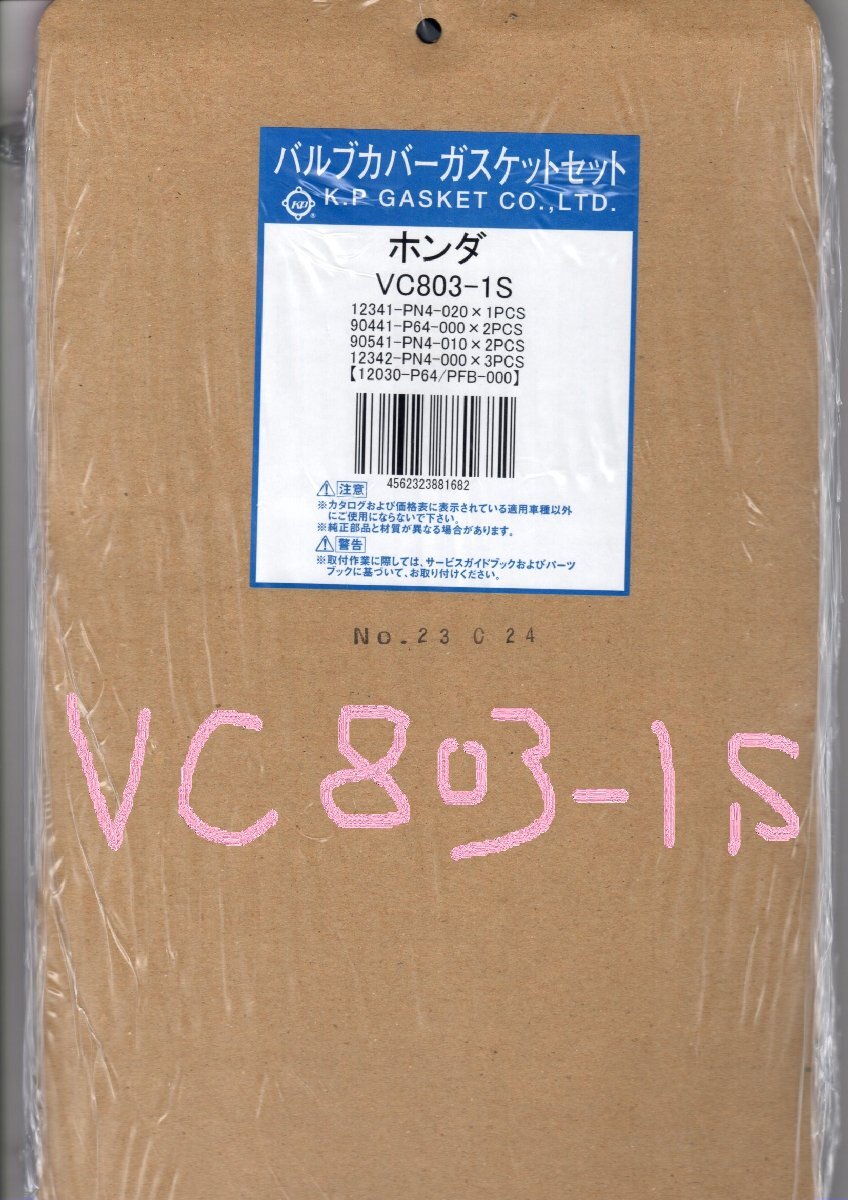 バルブカバーガスケットセット
KP ® K.P GASKET CO.,LTD.
ホンダ
VC803-1S
12341-PN4-020×1PCS
90441-P64-000×2PCS
90541-PN4-010×2PCS
12342-PN4-000×3PCS
【12030-P64/PFB-000】
4562323881682
注意
※カタログおよび価格表に表示されている適用車種以外
にご使用にならないで下さい。
※純正部品と材質が異なる場合があります。
警告
※取付作業に際しては、サービスガイドブックおよびパーツ
ブックに基づいて、お取り付けください。
No.23 C 24
VC803-1S